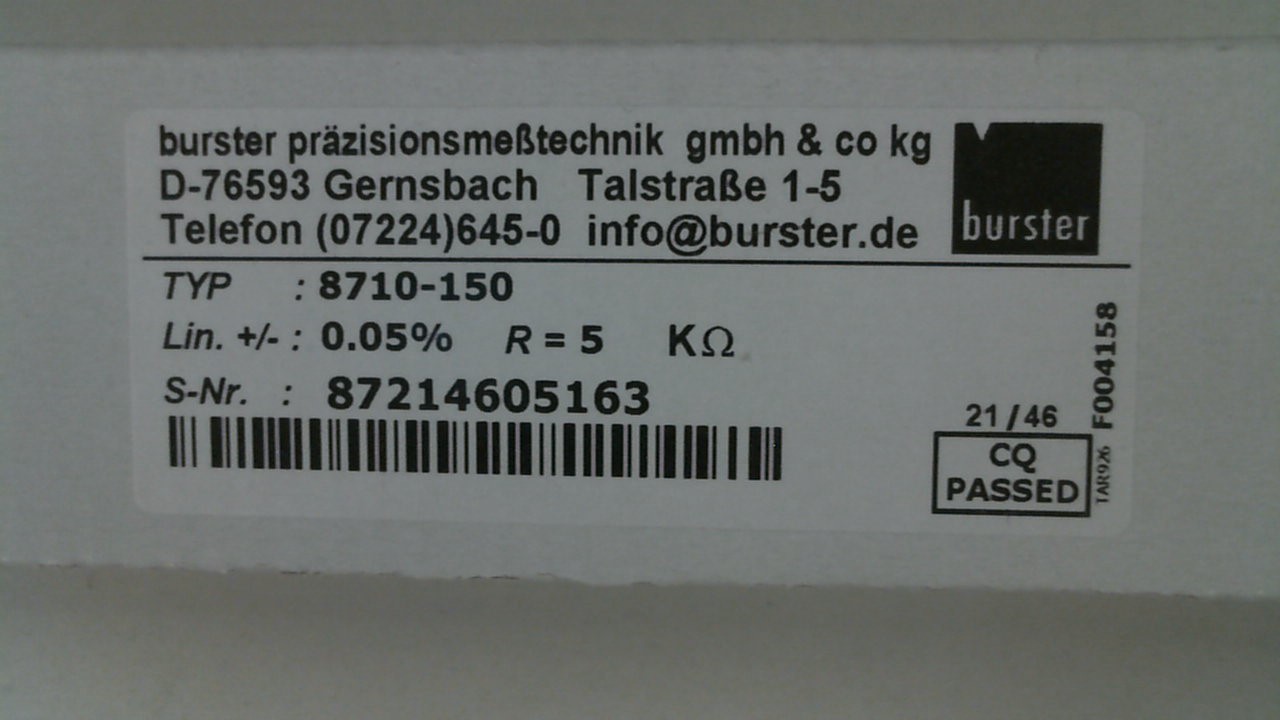 burster präzisionsmeßtechnik gmbh & co kg
D-76593 Gernsbach Talstraße 1-5
Telefon (07224)645-0 info@burster.de
burster
TYP : 8710-150
Lin. +/- : 0.05% R = 5 KΩ
S-Nr. : 87214605163
21/46
CQ
PASSED
TAR926 F004158